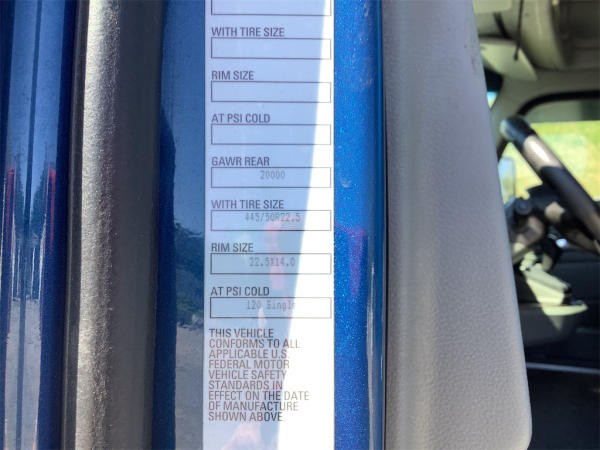 WITH TIRE SIZE
RIM SIZE
AT PSI COLD
GAWR REAR
20000
WITH TIRE SIZE
445/50R22.5
RIM SIZE
22.5X14.0
AT PSI COLD
120 Single
THIS VEHICLE
CONFORMS TO ALL
APPLICABLE U.S.
FEDERAL MOTOR
VEHICLE SAFETY
STANDARDS IN
EFFECT ON THE DATE
OF MANUFACTURE
SHOWN ABOVE